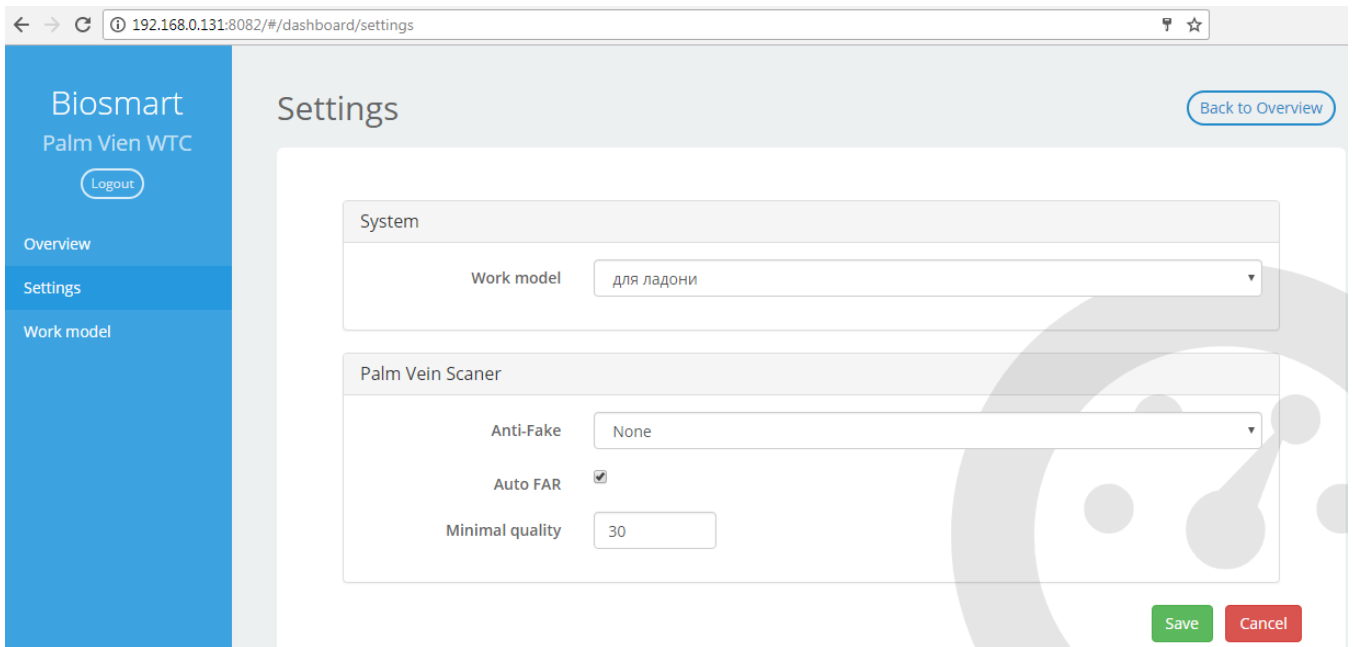 192.168.0.131:8082/#/dashboard/settings
Biosmart
Palm Vien WTC
Logout
Overview
Settings
Work model
Settings
Back to Overview
System
Work model
для ладони
Palm Vein Scaner
Anti-Fake
None
Auto FAR
Minimal quality
30
Save
Cancel